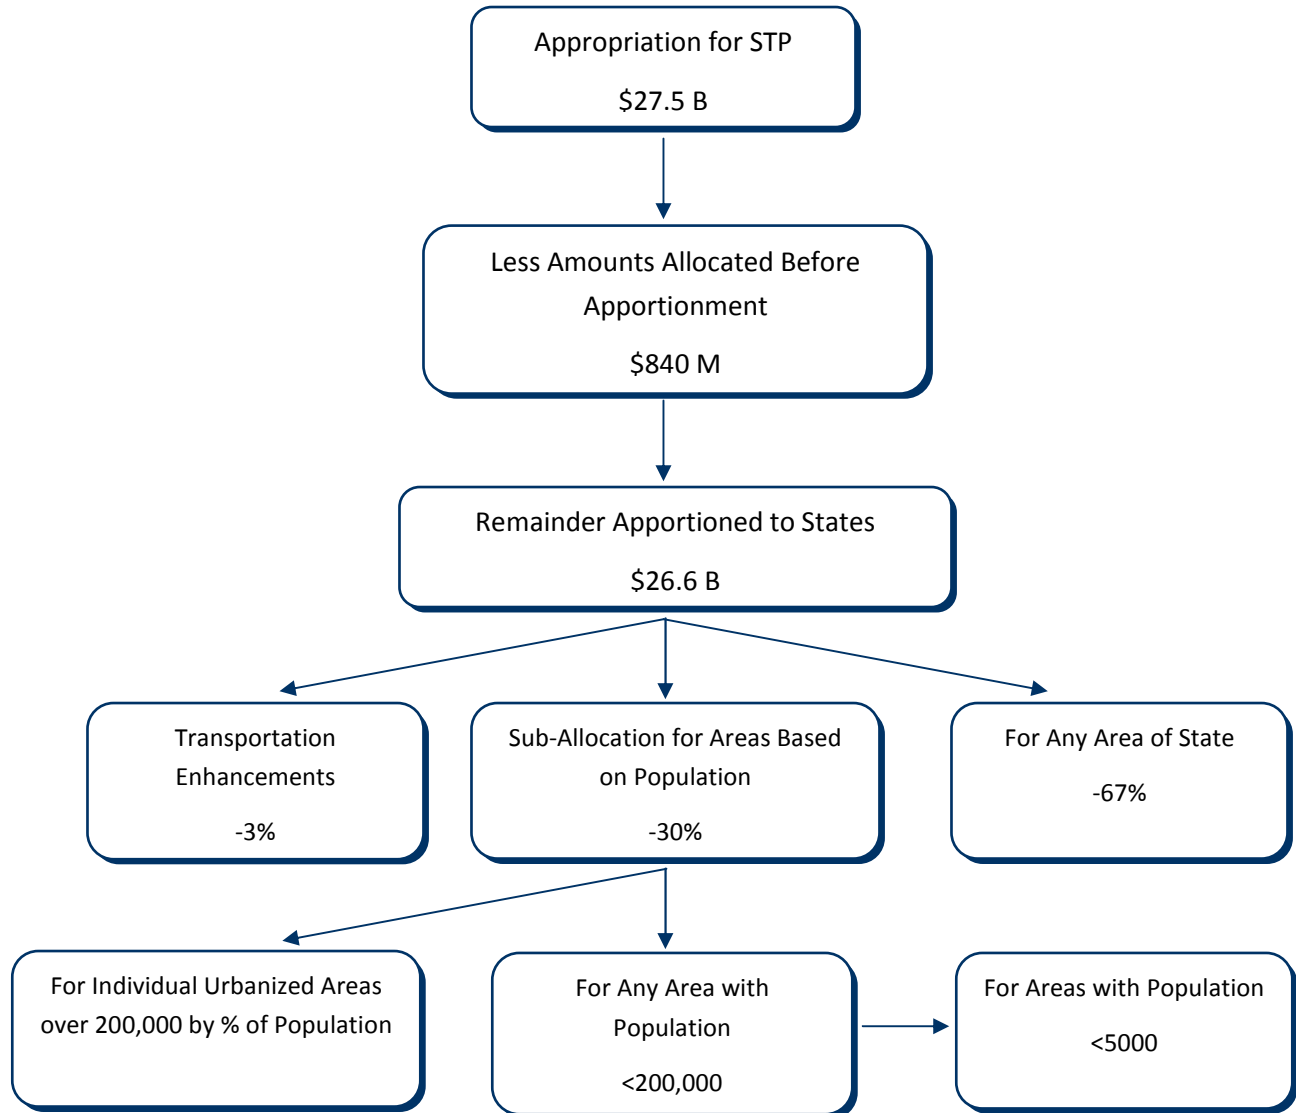 Appropriation for STP
$27.5 B
Less Amounts Allocated Before
Apportionment
$840 M
Remainder Apportioned to States
$26.6 B
Transportation
Enhancements
-3%
Sub-Allocation for Areas Based
on Population
-30%
For Any Area of State
-67%
For Individual Urbanized Areas
over 200,000 by % of Population
For Any Area with
Population
<200,000
For Areas with Population
<5000